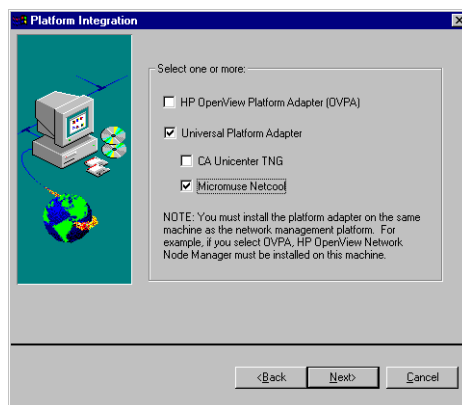 Platform Integration
Select one or more:
HP OpenView Platform Adapter (OVPA)
Universal Platform Adapter
CA Unicenter TNG
Micromuse Netcool
NOTE: You must install the platform adapter on the same
machine as the network management platform. For
example, if you select OVPA, HP OpenView Network
Node Manager must be installed on this machine.
<Back
Next>
Cancel